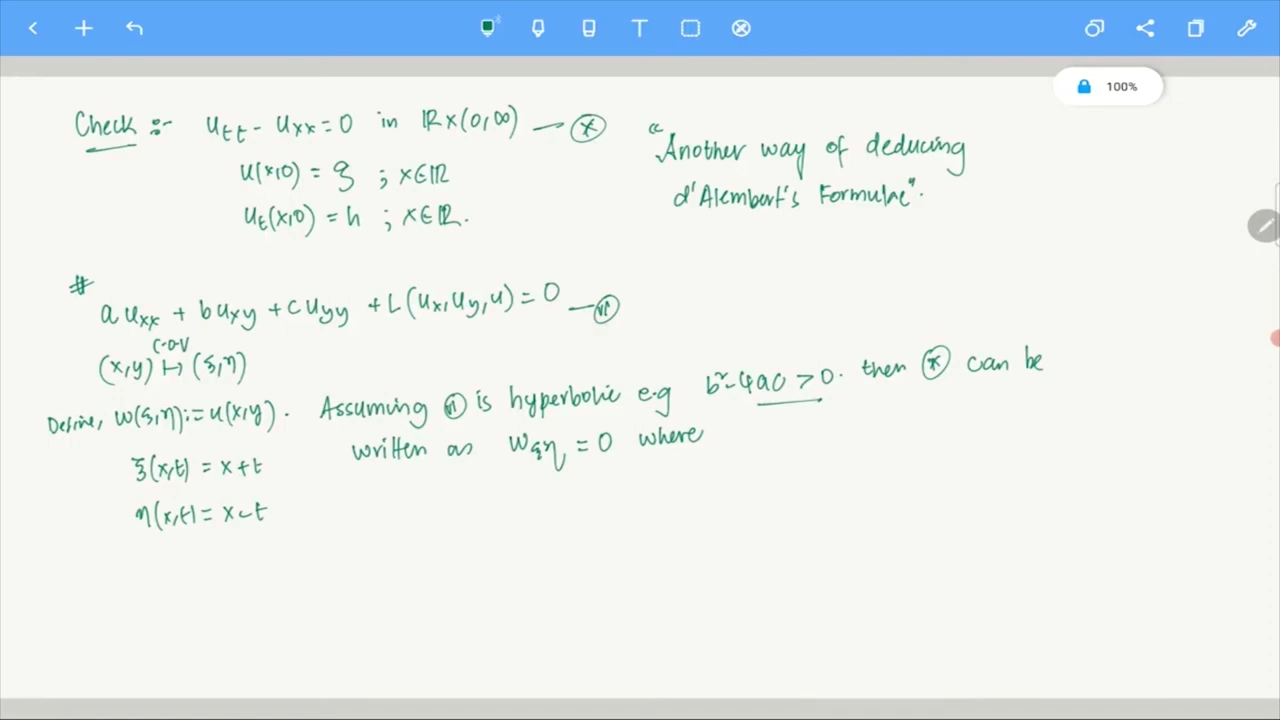 100%
Check :- u_tt - u_xx = 0 in ℝ×(0,∞) — (*)
u(x,0) = g ; x∈ℝ
u_t(x,0) = h ; x∈ℝ.
"Another way of deducing
d'Alembert's Formulae".
#
a u_xx + b u_xy + c u_yy + L(u_x, u_y, u) = 0 —
C-O-V
(x,y) ↦ (ξ,η)
Define, w(ξ,η) := u(x,y). Assuming is hyperbolic e.g b²-4ac > 0. then (*) can be
written as w_ξη = 0 where
ξ(x,t) = x+t
η(x,t) = x-t